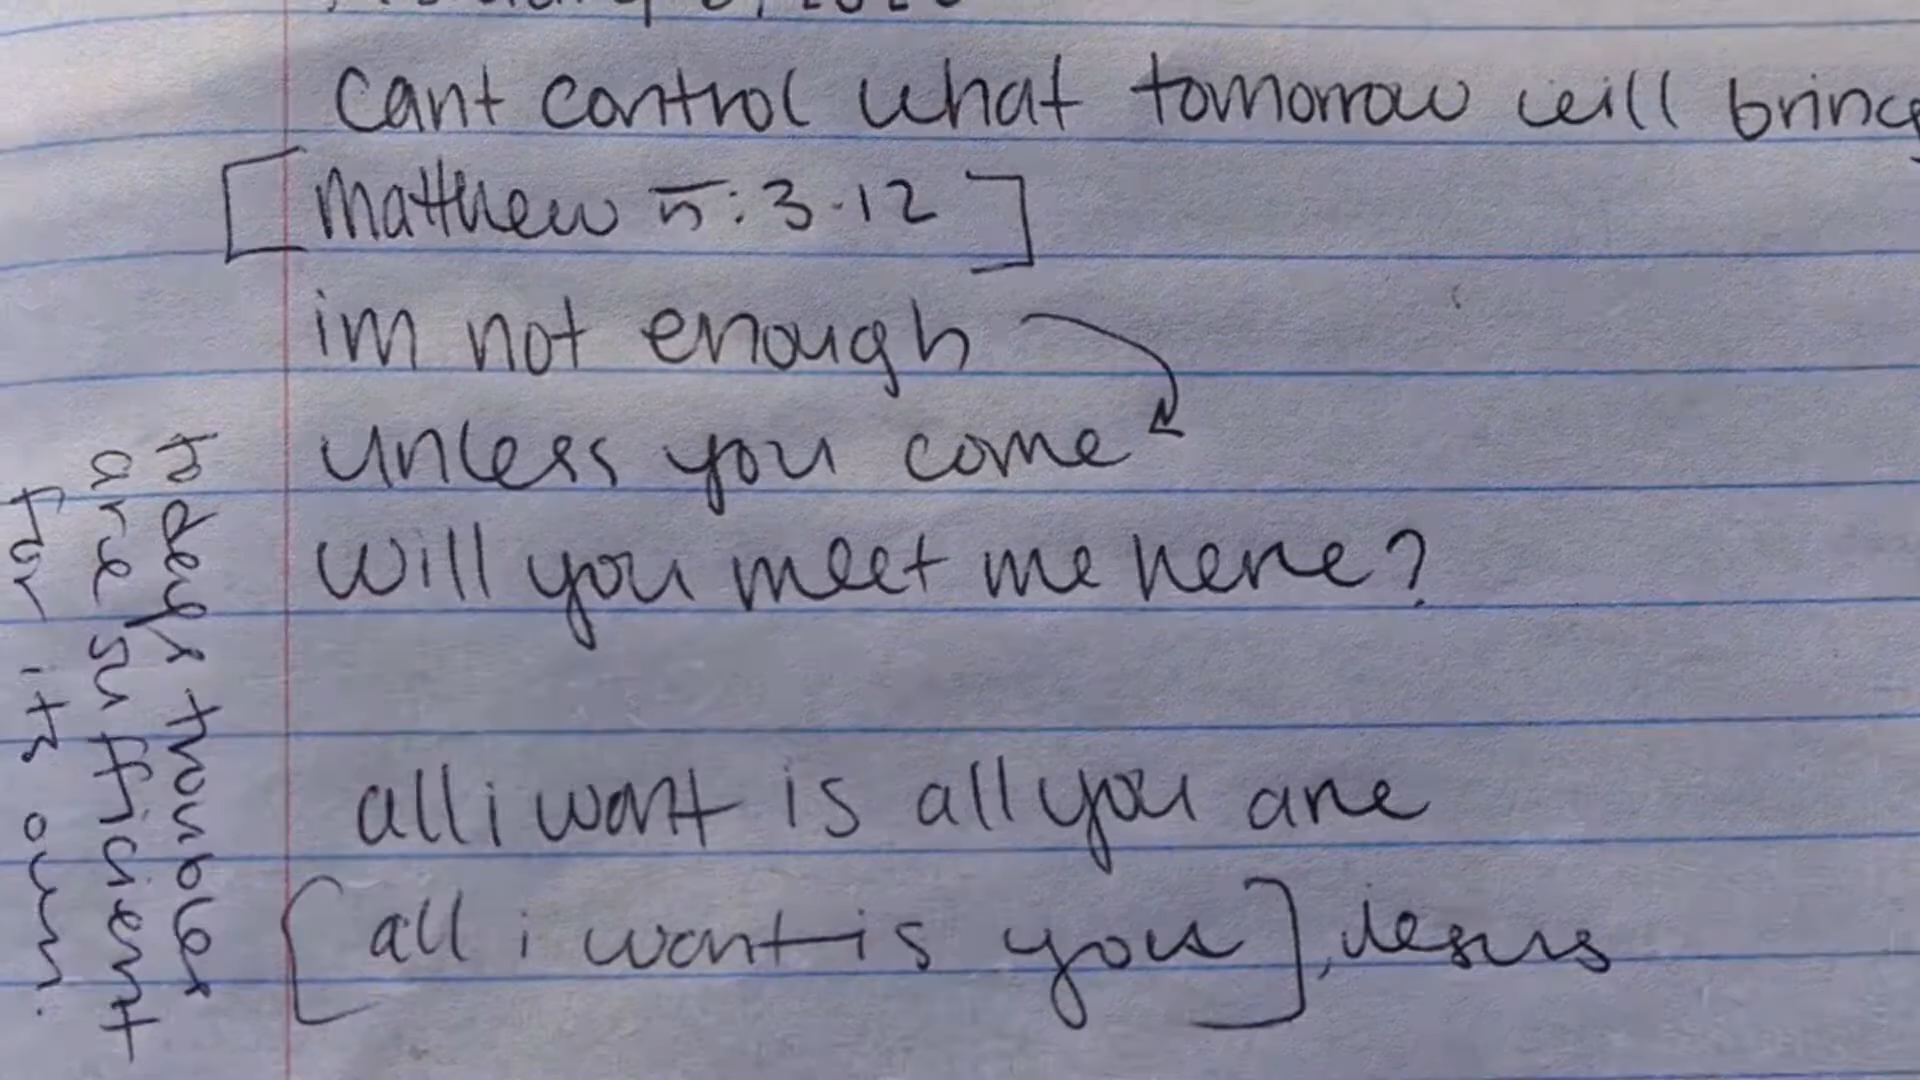 cant control what tomorrow will bring
[matthew 5:3-12]
im not enough
unless you come
will you meet me here?
all i want is all you are
[all i want is you], Jesus
todays troubles
are sufficient
for its own.